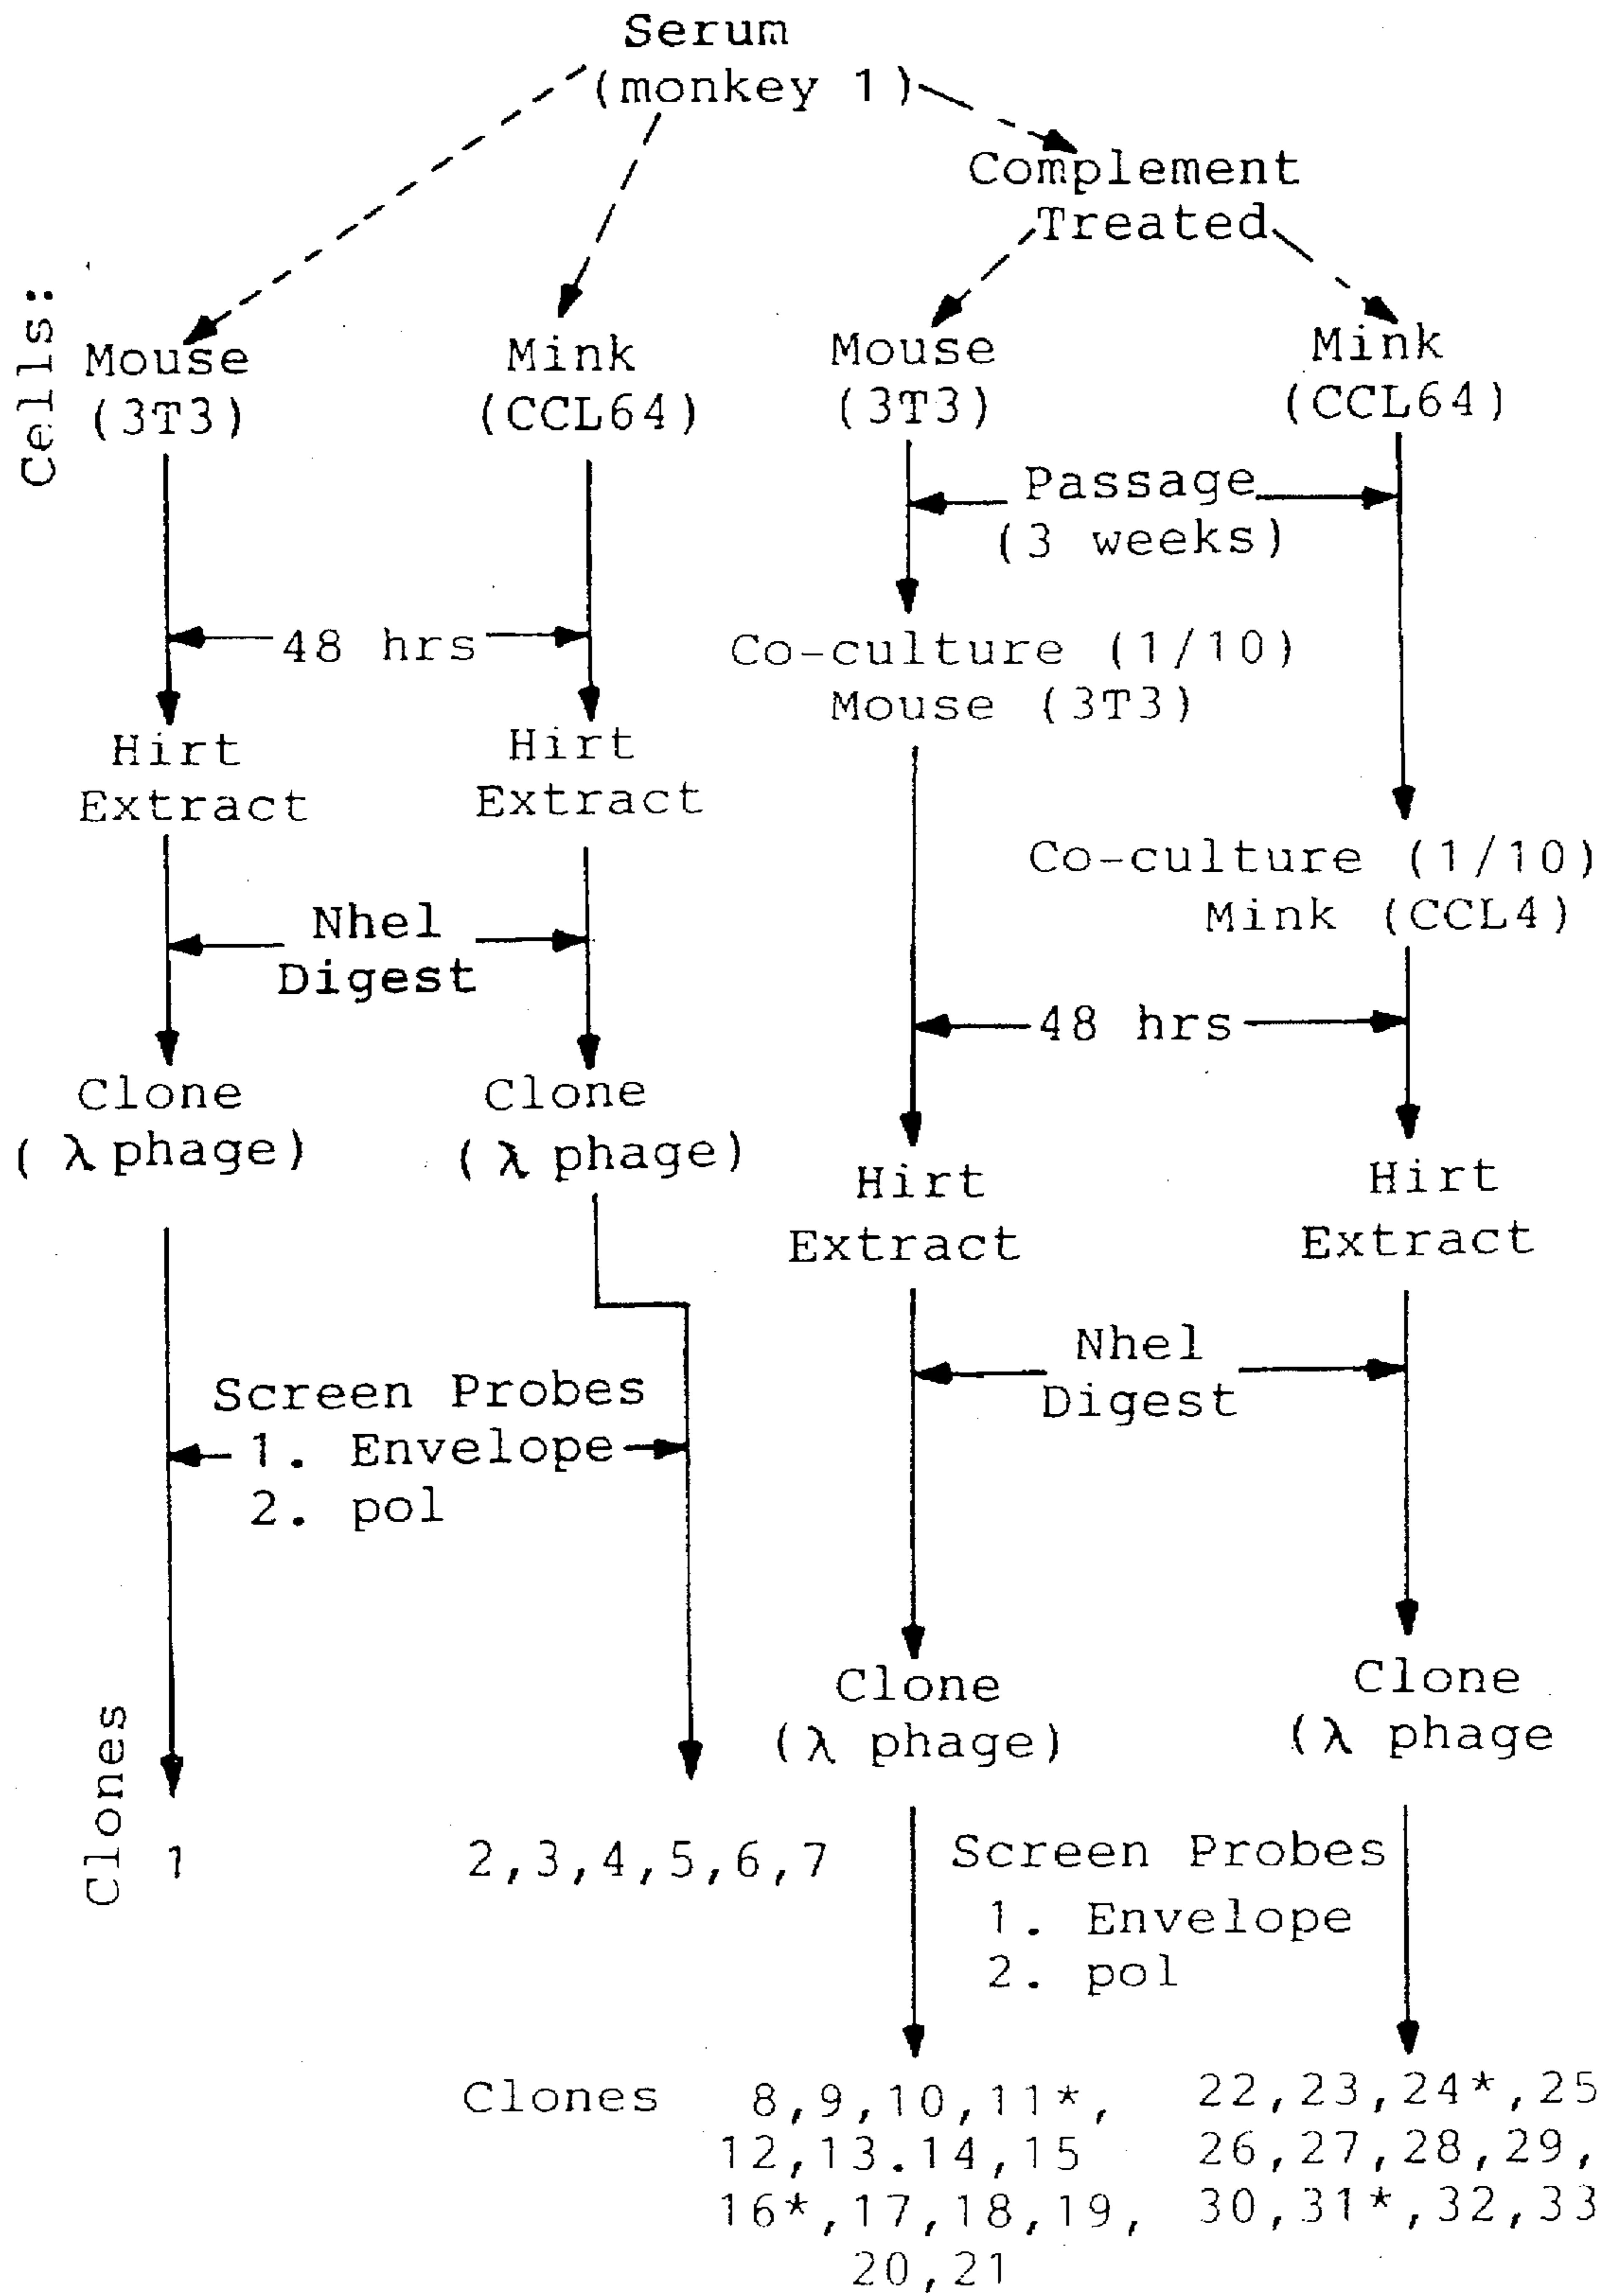 Serum
(monkey 1)
Complement
Treated
Cells:
Mouse
(3T3)
Mink
(CCL64)
Mouse
(3T3)
Mink
(CCL64)
Passage
(3 weeks)
48 hrs
Co-culture (1/10)
Mouse (3T3)
Hirt
Extract
Hirt
Extract
Co-culture (1/10)
Mink (CCL4)
Nhel
Digest
48 hrs
Clone
(λ phage)
Clone
(λ phage)
Hirt
Extract
Hirt
Extract
Nhel
Digest
Screen Probes
1. Envelope
2. pol
Clone
(λ phage)
Clone
(λ phage
Clones
1
2,3,4,5,6,7
Screen Probes
1. Envelope
2. pol
Clones
8,9,10,11*,
12,13.14,15
16*,17,18,19,
20,21
22,23,24*,25
26,27,28,29,
30,31*,32,33